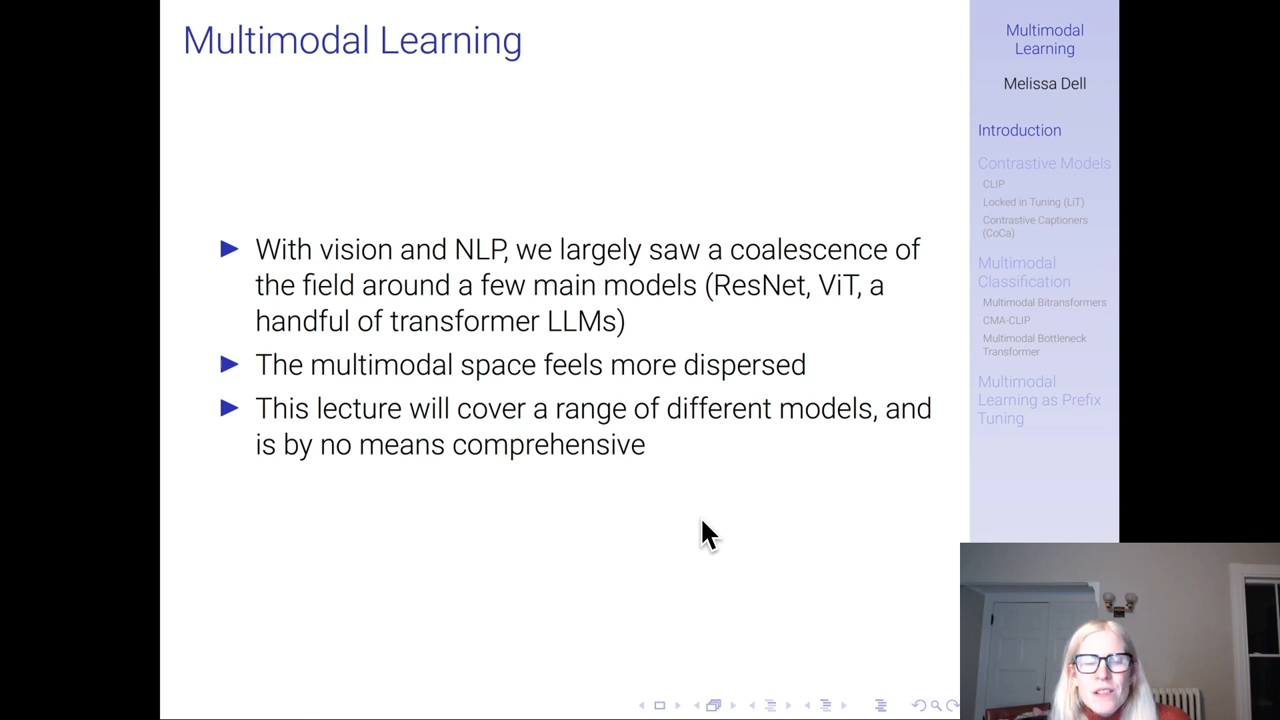 Multimodal Learning
With vision and NLP, we largely saw a coalescence of
the field around a few main models (ResNet, ViT, a
handful of transformer LLMs)
The multimodal space feels more dispersed
This lecture will cover a range of different models, and
is by no means comprehensive
Multimodal
Learning
Melissa Dell
Introduction
Contrastive Models
CLIP
Locked in Tuning (LiT)
Contrastive Captioners
(CoCa)
Multimodal
Classification
Multimodal Bitransformers
CMA-CLIP
Multimodal Bottleneck
Transformer
Multimodal
Learning as Prefix
Tuning